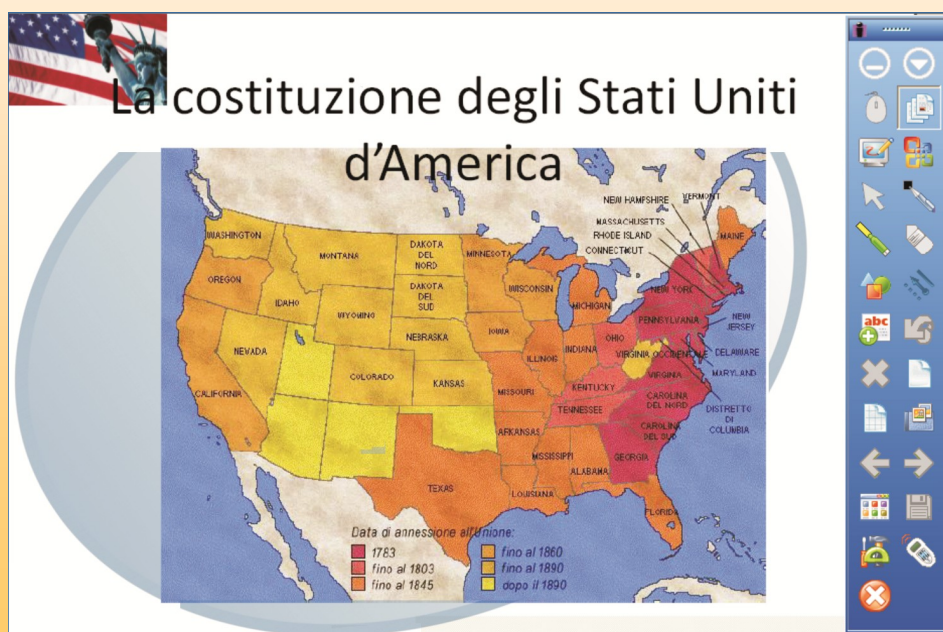 La costituzione degli Stati Uniti
d'America
NEW HAMPSHIRE
VERMONT
MASSACHUSETTS
RHODE ISLAND
CONNECTICUT
MAINE
WASHINGTON
MONTANA
DAKOTA
DEL
NORD
MINNESOTA
OREGON
IDAHO
DAKOTA
DEL
SUD
WISCONSIN
MICHIGAN
NEW YORK
WYOMING
NEBRASKA
IOWA
PENNSYLVANIA
NEW
JERSEY
NEVADA
ILLINOIS
INDIANA
OHIO
VIRGINIA OCCIDENTALE
DELAWARE
MARYLAND
COLORADO
KANSAS
MISSOURI
KENTUCKY
VIRGINIA
CALIFORNIA
TENNESSEE
CAROLINA
DEL NORD
DISTRETTO
DI
COLUMBIA
ARKANSAS
CAROLINA
DEL SUD
MISSISSIPPI
ALABAMA
GEORGIA
TEXAS
LOUISIANA
FLORIDA
Data di annessione all'Unione:
1783
fino al 1803
fino al 1845
fino al 1860
fino al 1890
dopo il 1890
abc